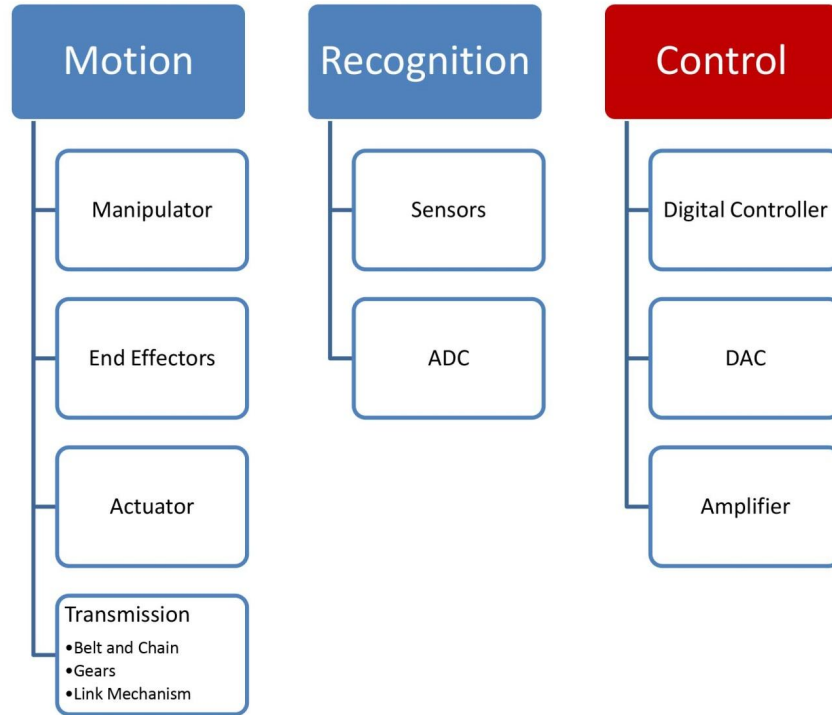 Motion
Manipulator
End Effectors
Actuator
Transmission
•Belt and Chain
•Gears
•Link Mechanism
Recognition
Sensors
ADC
Control
Digital Controller
DAC
Amplifier